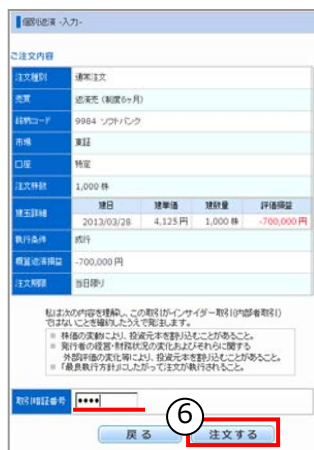 個別返済 -入力-
ご注文内容
注文種別 通常注文
売買 返済売 (制度6ヶ月)
銘柄コード 9984 ソフトバンク
市場 東証
口座 特定
注文株数 1,000 株
建玉詳細 建日 建単価 建数量 評価損益
2013/03/28 4,125 円 1,000 株 -700,000 円
執行条件 成行
概算返済損益 -700,000 円
注文期限 当日限り
私は次の内容を理解し、この取引がインサイダー取引(内部者取引)
ではないことを確約したうえで発注します。
株価の変動により、投資元本を割り込むことがあること。
発行者の経営・財務状況の変化およびそれらに関する
外部評価の変化等により、投資元本を割り込むことがあること。
「最良執行方針」にしたがって注文が執行されること。
取引暗証番号 ••••
⑥
戻 る 注文する